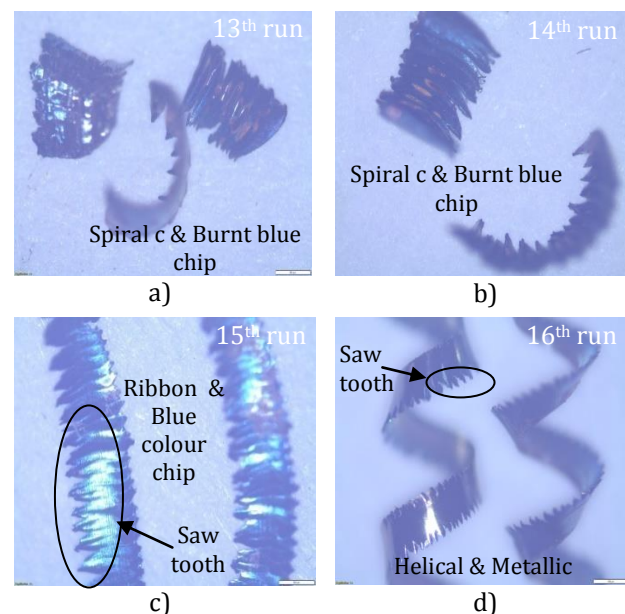 13th run
Spiral c & Burnt blue
chip
a)
14th run
Spiral c & Burnt blue
chip
b)
15th run
Ribbon &
Blue
colour
chip
Saw
tooth
c)
16th run
Saw
tooth
Helical & Metallic
d)